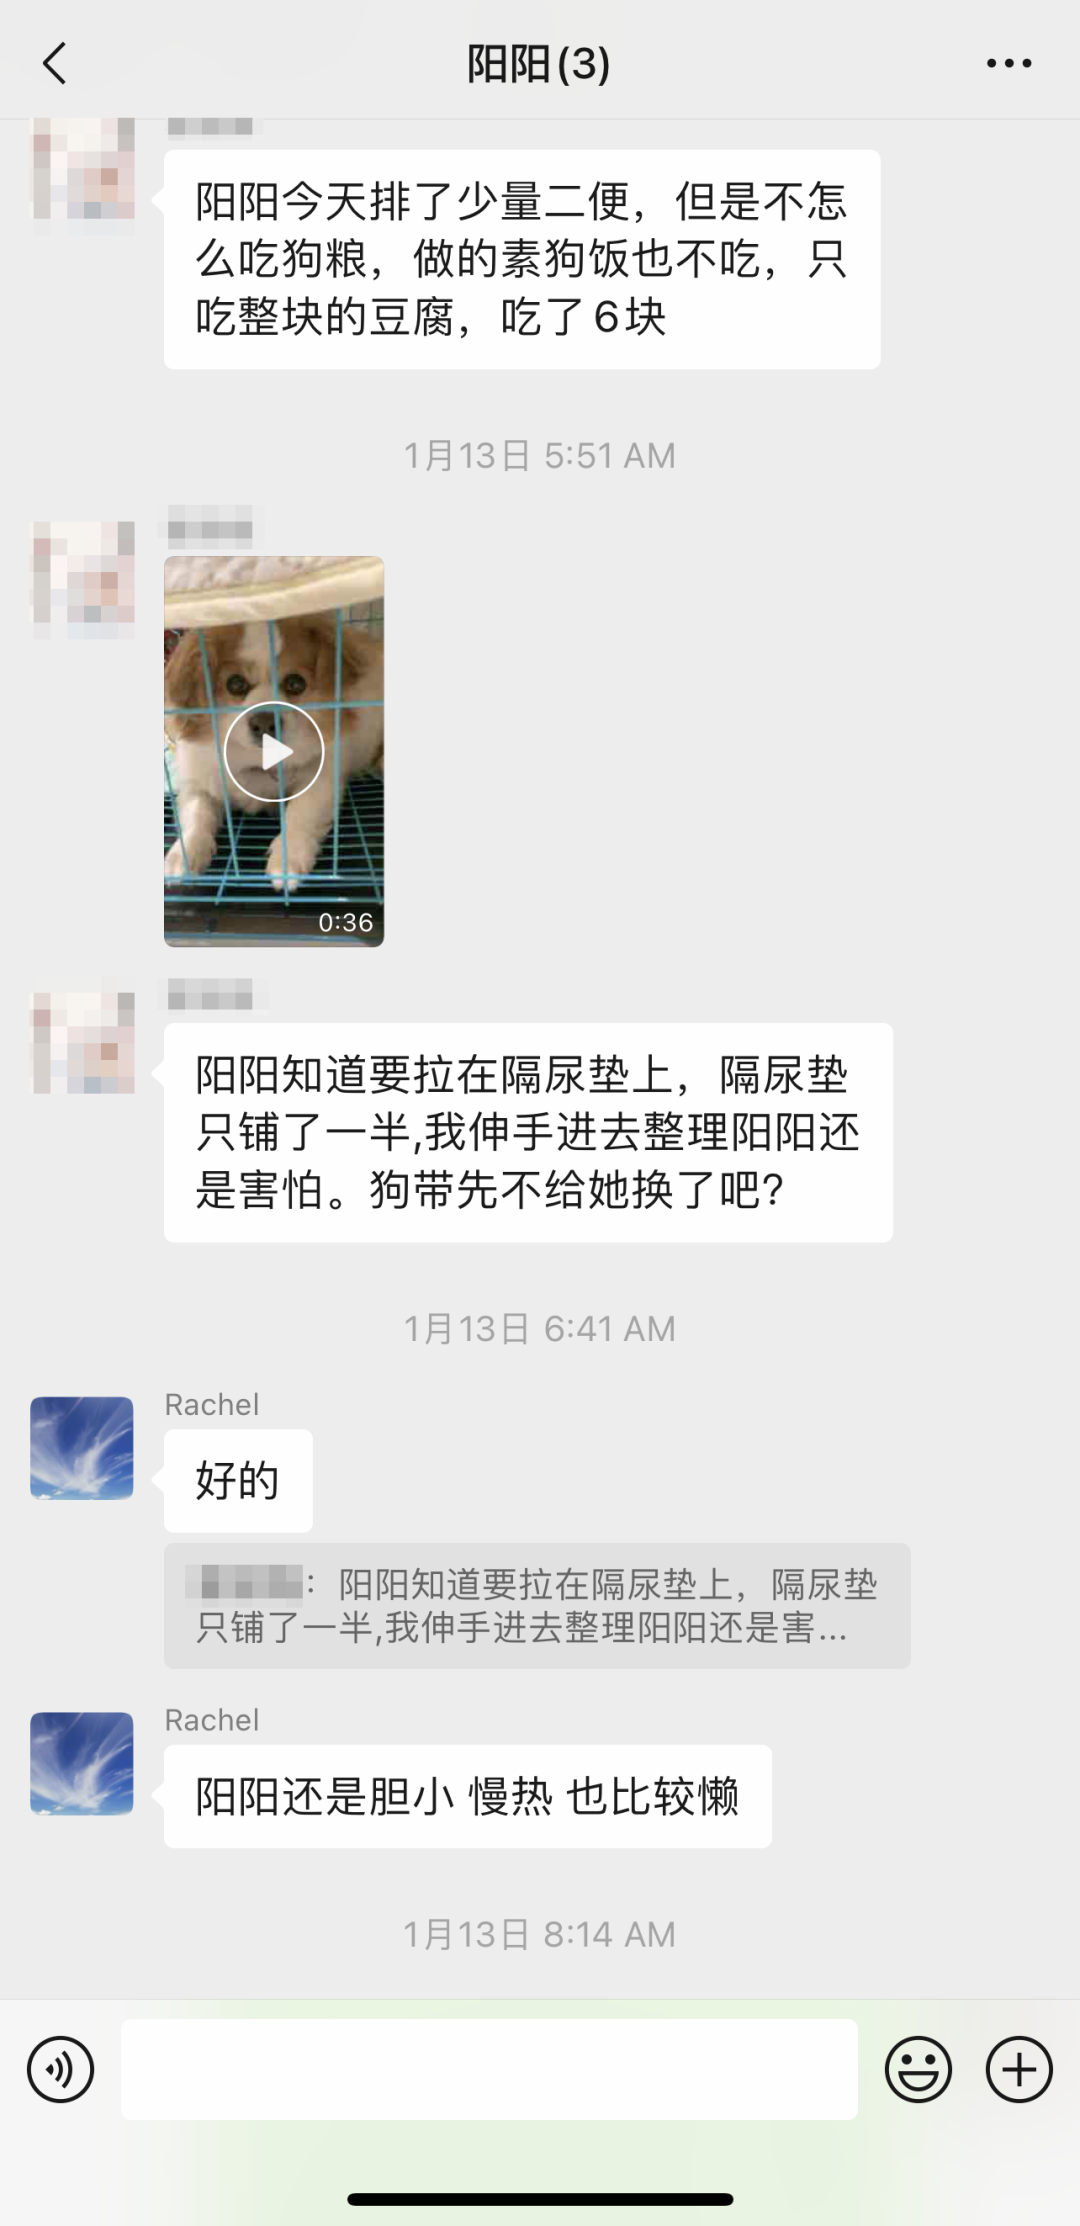 阳阳(3)
阳阳今天排了少量二便，但是不怎
么吃狗粮，做的素狗饭也不吃，只
吃整块的豆腐，吃了6块
1月13日 5:51 AM
0:36
阳阳知道要拉在隔尿垫上，隔尿垫
只铺了一半,我伸手进去整理阳阳还
是害怕。狗带先不给她换了吧?
1月13日 6:41 AM
Rachel
好的
：阳阳知道要拉在隔尿垫上，隔尿垫
只铺了一半,我伸手进去整理阳阳还是害...
Rachel
阳阳还是胆小 慢热 也比较懒
1月13日 8:14 AM